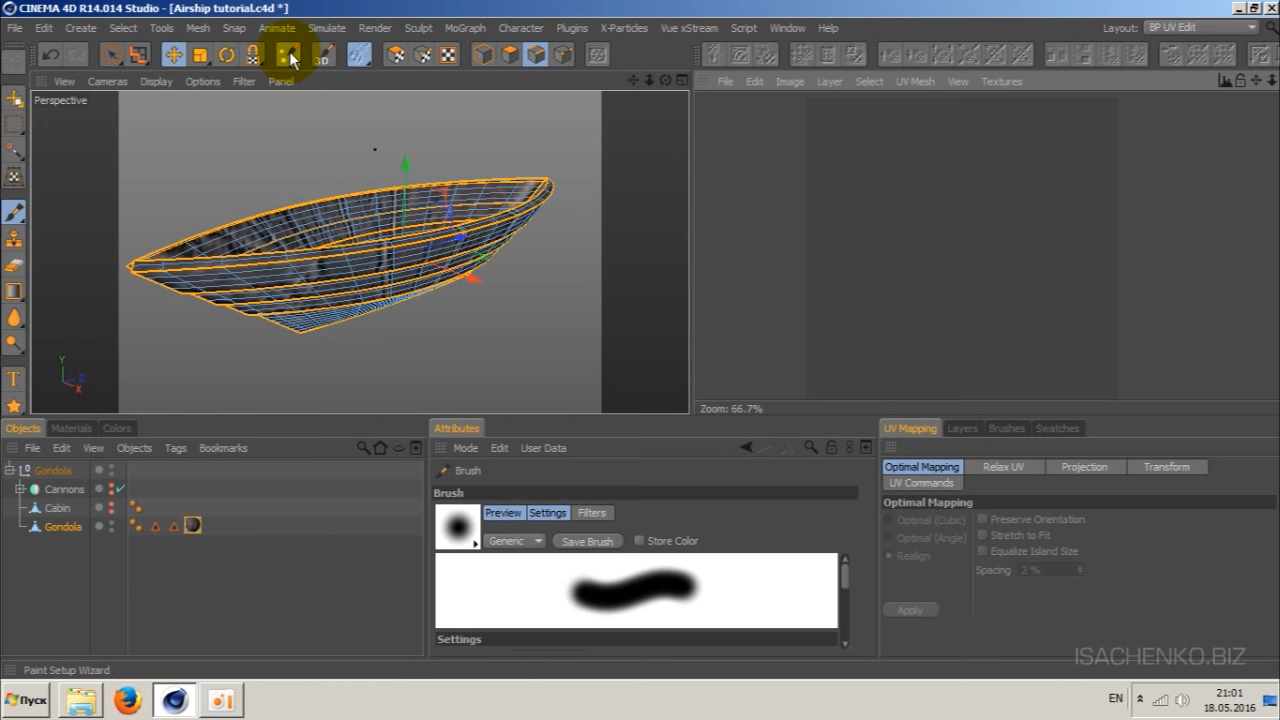 CINEMA 4D R14.014 Studio - [Airship tutorial.c4d *]
File Edit Create Select Tools Mesh Snap Animate Simulate Render Sculpt MoGraph Character Plugins X-Particles Vue xStream Script Window Help Layout: BP UV Edit
3D
View Cameras Display Options Filter Panel
File Edit Image Layer Select UV Mesh View Textures
Perspective
Y
Z
X
Zoom: 66.7%
Objects Materials Colors
Attributes
UV Mapping Layers Brushes Swatches
File Edit View Objects Tags Bookmarks
Mode Edit User Data
Gondola
Cannons
Cabin
Gondola
Brush
Brush
Preview Settings Filters
Generic Save Brush Store Color
Settings
Optimal Mapping Relax UV Projection Transform
UV Commands
Optimal Mapping
Optimal (Cubic) Preserve Orientation
Optimal (Angle) Stretch to Fit
Realign Equalize Island Size
Spacing 2 %
Apply
ISACHENKO.BIZ
Paint Setup Wizard
Пуск
EN
21:01
18.05.2016